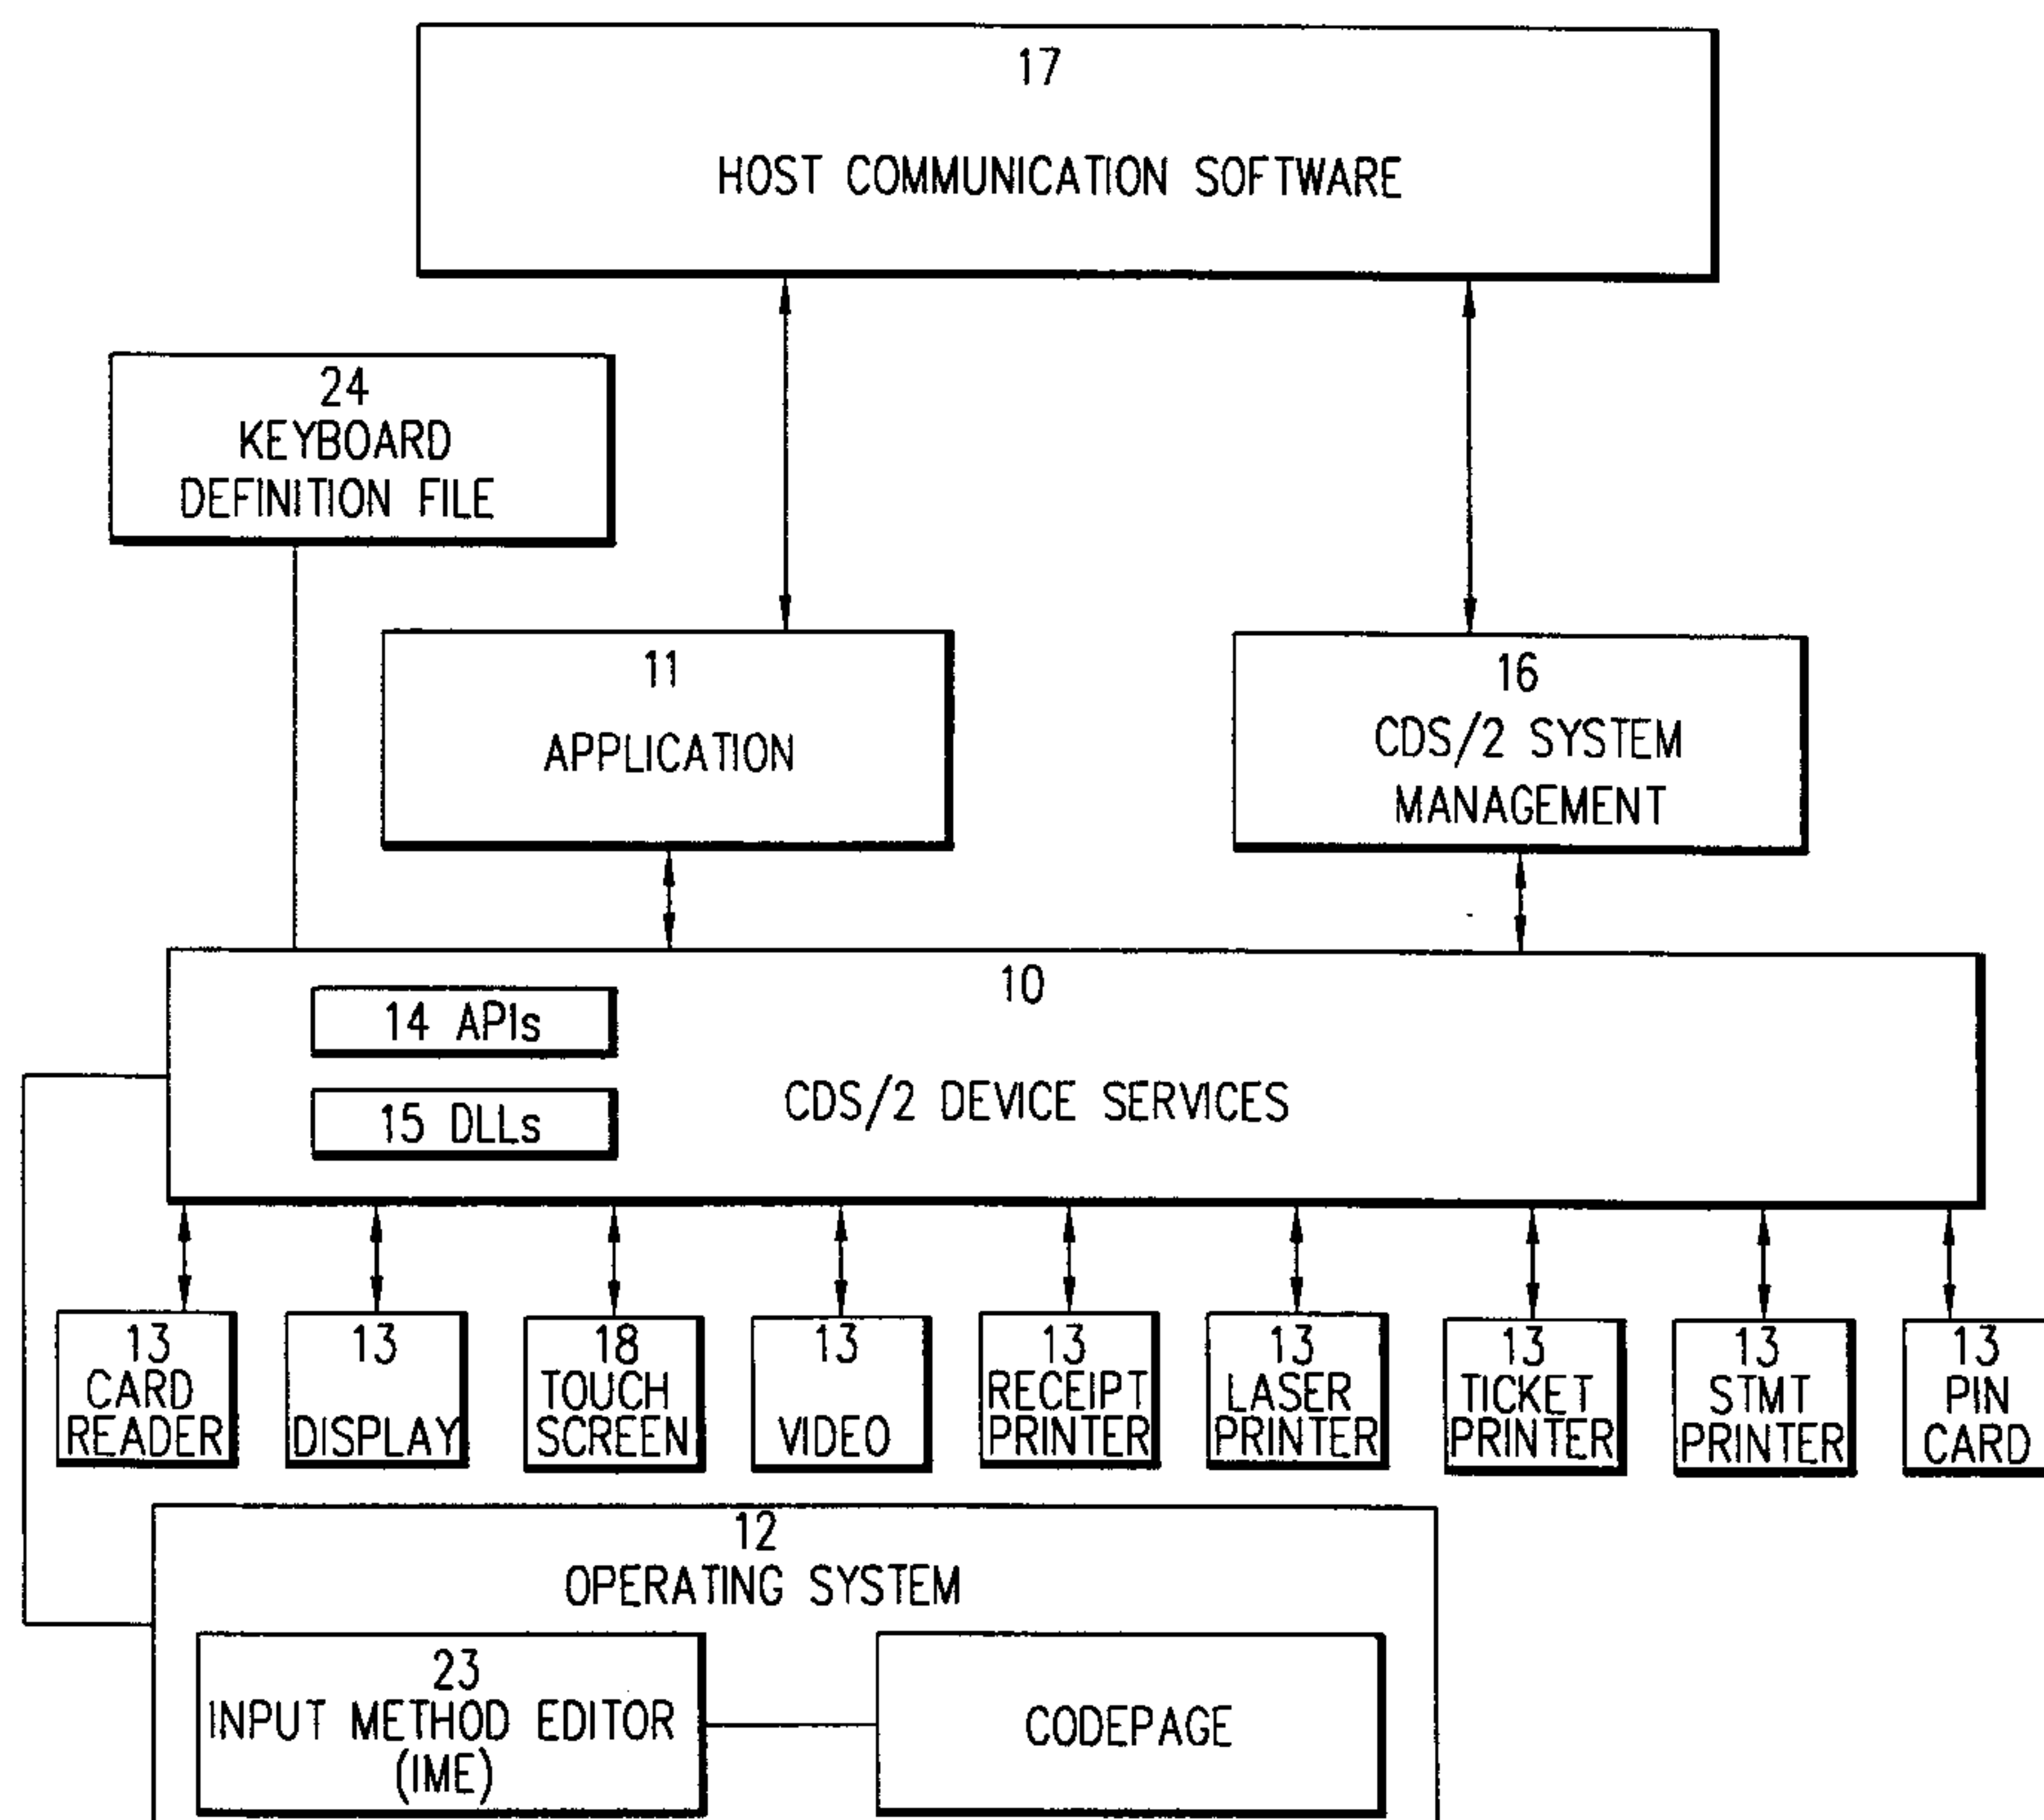 17
HOST COMMUNICATION SOFTWARE
24
KEYBOARD
DEFINITION FILE
11
APPLICATION
16
CDS/2 SYSTEM
MANAGEMENT
10
14 APIs
CDS/2 DEVICE SERVICES
15 DLLs
13
CARD
READER
13
DISPLAY
18
TOUCH
SCREEN
13
VIDEO
13
RECEIPT
PRINTER
13
LASER
PRINTER
13
TICKET
PRINTER
13
STMT
PRINTER
13
PIN
CARD
12
OPERATING SYSTEM
23
INPUT METHOD EDITOR
(IME)
CODEPAGE